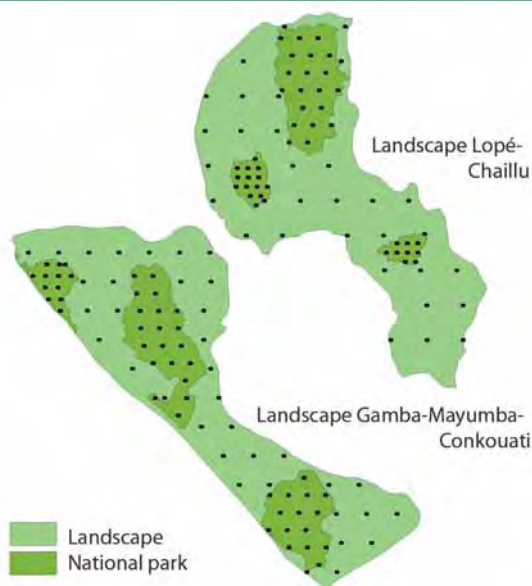 Landscape Lopé-
Chaillu
Landscape Gamba-Mayumba-
Conkouati
Landscape
National park